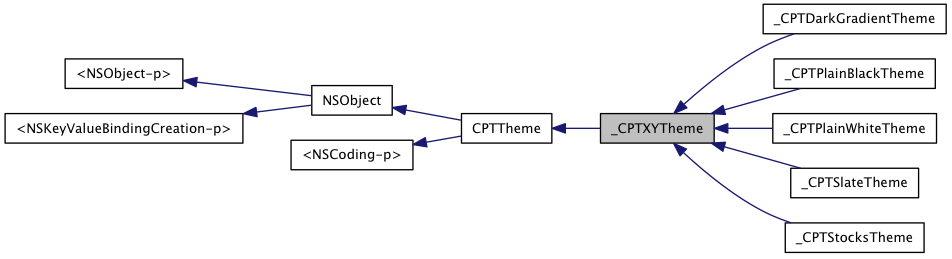 _CPTDarkGradientTheme
<NSObject-p>
_CPTPlainBlackTheme
NSObject
<NSKeyValueBindingCreation-p>
CPTTheme
_CPTXYTheme
_CPTPlainWhiteTheme
<NSCoding-p>
_CPTSlateTheme
_CPTStocksTheme